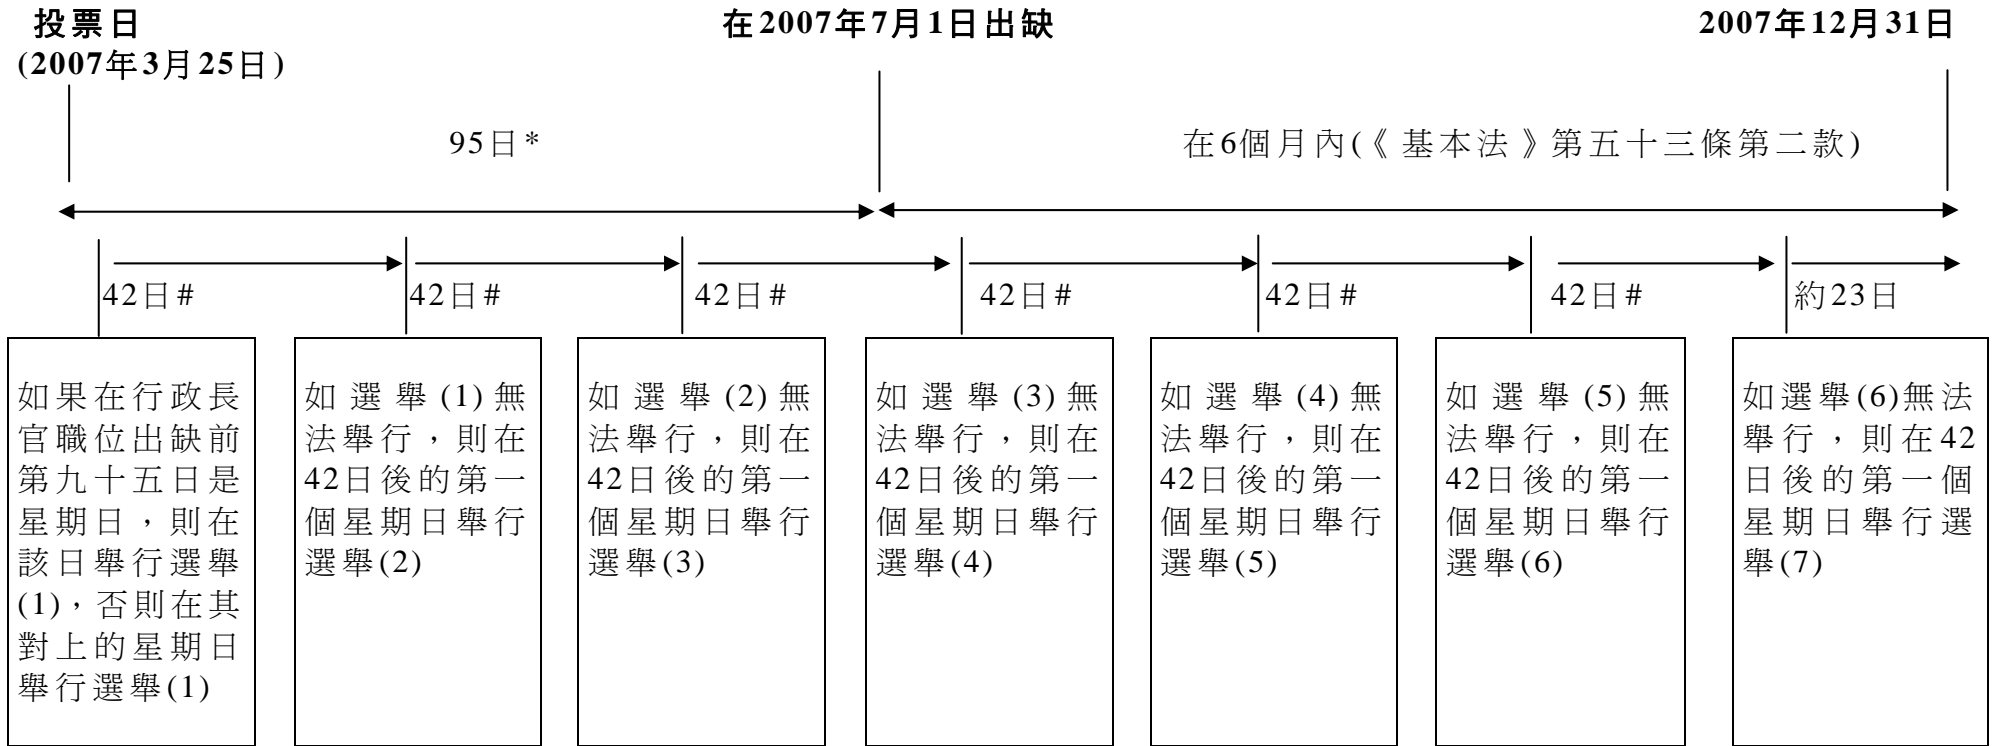 投票日
(2007年3月25日)
在2007年7月1日出缺
2007年12月31日
95日*
在6個月內(《基本法》第五十三條第二款)
42日#
42日#
42日#
42日#
42日#
42日#
約23日
如果在行政長
官職位出缺前
第九十五日是
星期日，則在
該日舉行選舉
(1)，否則在其
對上的星期日
舉行選舉(1)
如選舉(1)無
法舉行，則在
42日後的第一
個星期日舉行
選舉(2)
如選舉(2)無
法舉行，則在
42日後的第一
個星期日舉行
選舉(3)
如選舉(3)無
法舉行，則在
42日後的第一
個星期日舉行
選舉(4)
如選舉(4)無
法舉行，則在
42日後的第一
個星期日舉行
選舉(5)
如選舉(5)無
法舉行，則在
42日後的第一
個星期日舉行
選舉(6)
如選舉(6)無法
舉行，則在42
日後的第一個
星期日舉行選
舉(7)